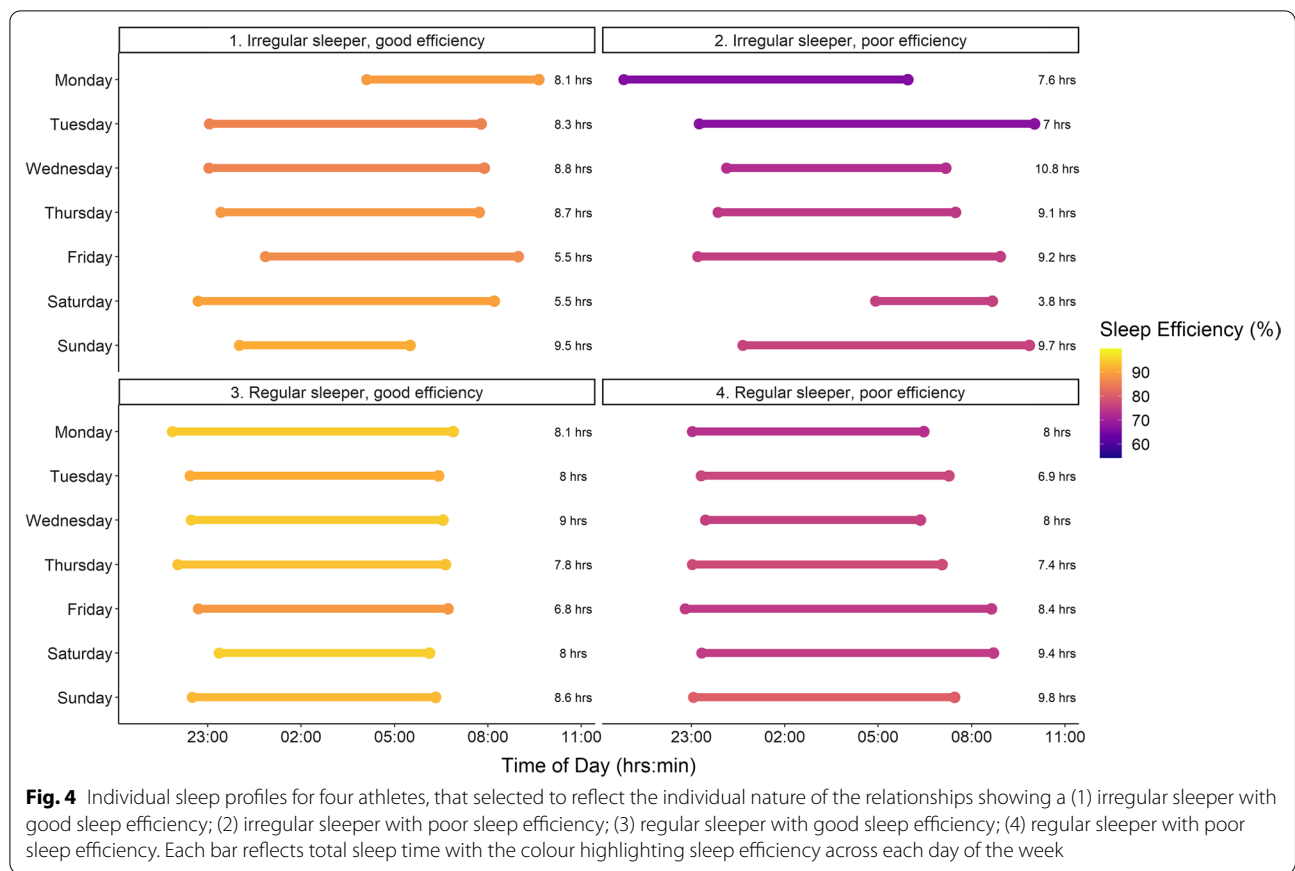 1. Irregular sleeper, good efficiency
2. Irregular sleeper, poor efficiency
Monday 8.1 hrs 7.6 hrs
Tuesday 8.3 hrs 7 hrs
Wednesday 8.8 hrs 10.8 hrs
Thursday 8.7 hrs 9.1 hrs
Friday 5.5 hrs 9.2 hrs
Saturday 5.5 hrs 3.8 hrs
Sunday 9.5 hrs 9.7 hrs
3. Regular sleeper, good efficiency
4. Regular sleeper, poor efficiency
Monday 8.1 hrs 8 hrs
Tuesday 8 hrs 6.9 hrs
Wednesday 9 hrs 8 hrs
Thursday 7.8 hrs 7.4 hrs
Friday 6.8 hrs 8.4 hrs
Saturday 8 hrs 9.4 hrs
Sunday 8.6 hrs 9.8 hrs
23:00 02:00 05:00 08:00 11:00 23:00 02:00 05:00 08:00 11:00
Time of Day (hrs:min)
Sleep Efficiency (%)
90
80
70
60
Fig. 4 Individual sleep profiles for four athletes, that selected to reflect the individual nature of the relationships showing a (1) irregular sleeper with
good sleep efficiency; (2) irregular sleeper with poor sleep efficiency; (3) regular sleeper with good sleep efficiency; (4) regular sleeper with poor
sleep efficiency. Each bar reflects total sleep time with the colour highlighting sleep efficiency across each day of the week